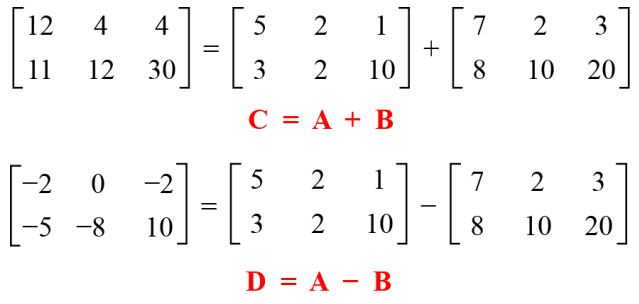 12 4 4 5 2 1 7 2 3
= +
11 12 30 3 2 10 8 10 20
C = A + B
−2 0 −2 5 2 1 7 2 3
= −
−5 −8 10 3 2 10 8 10 20
D = A − B